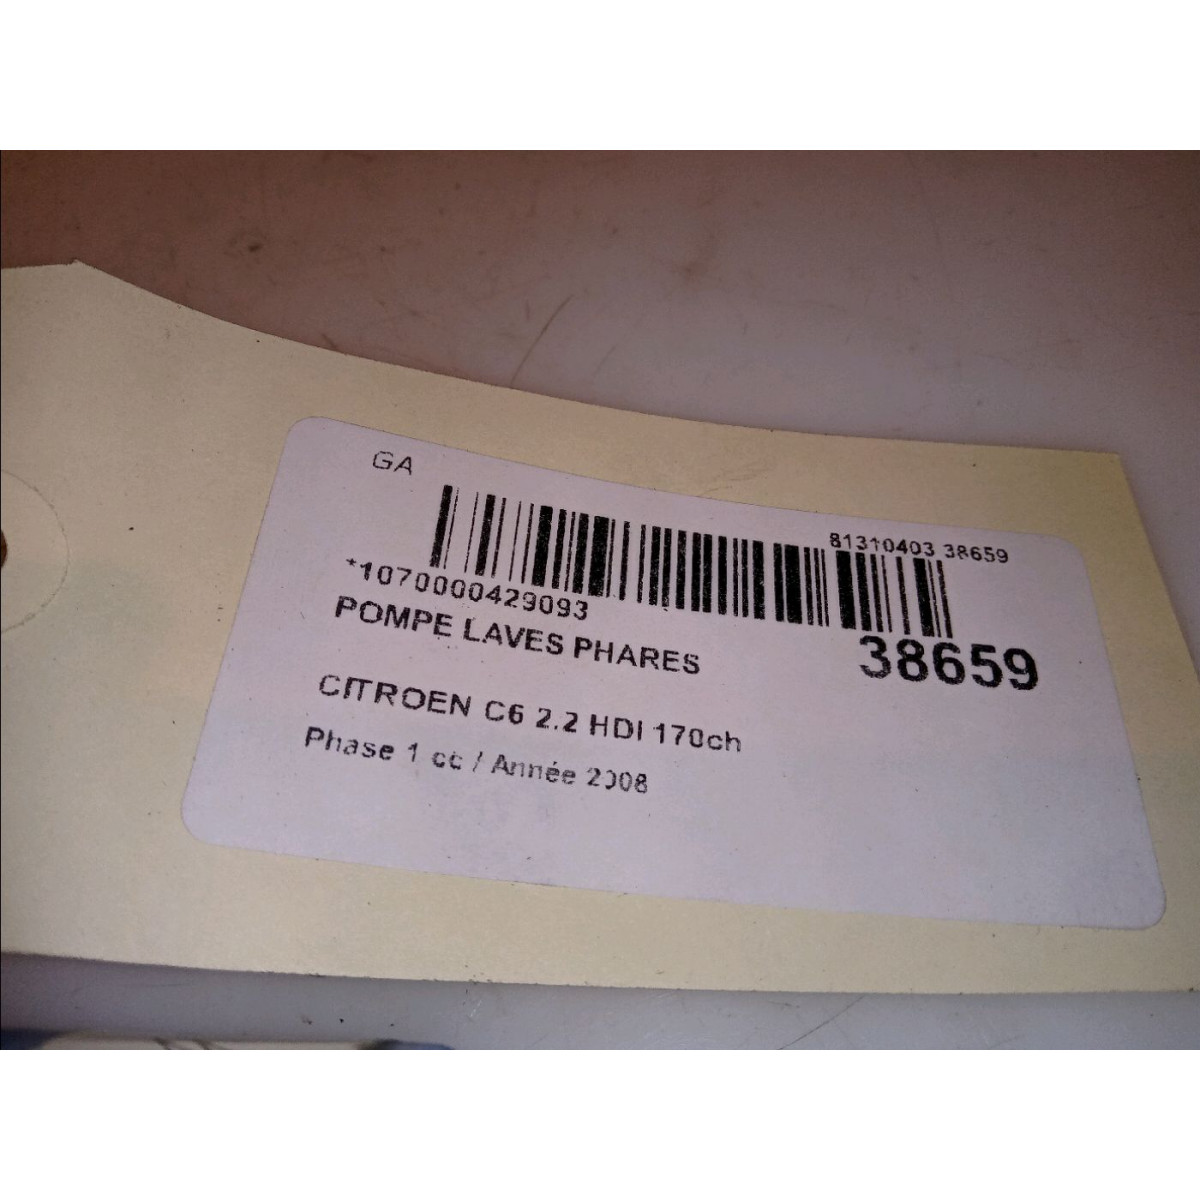 GA
81310403 38659
*1070000429093
POMPE LAVES PHARES
38659
CITROEN C6 2.2 HDI 170ch
Phase 1 cc / Année 2008